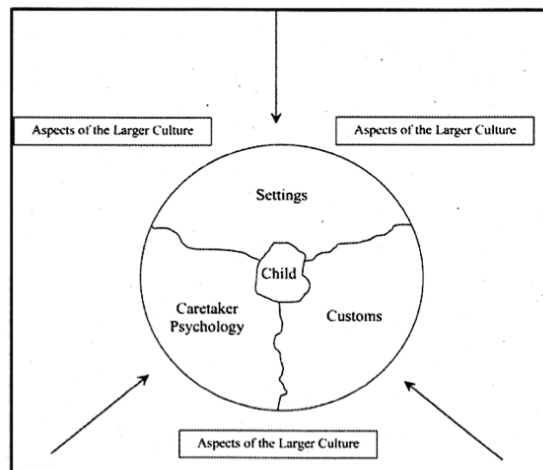 Aspects of the Larger Culture
Aspects of the Larger Culture
Settings
Child
Caretaker
Psychology
Customs
Aspects of the Larger Culture